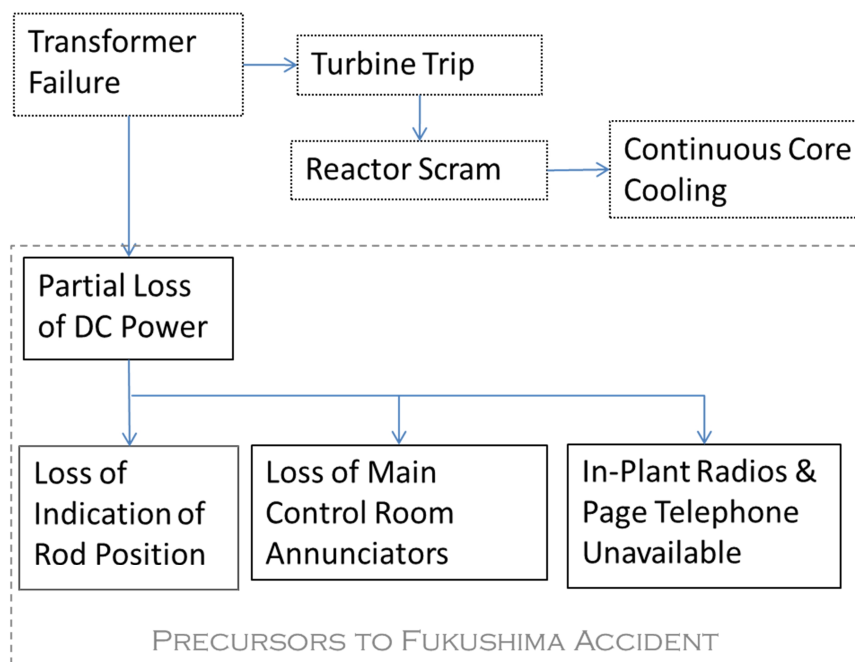 Transformer
Failure
Turbine Trip
Reactor Scram
Continuous Core
Cooling
Partial Loss
of DC Power
Loss of
Indication of
Rod Position
Loss of Main
Control Room
Annunciators
In-Plant Radios &
Page Telephone
Unavailable
PRECURSORS TO FUKUSHIMA ACCIDENT